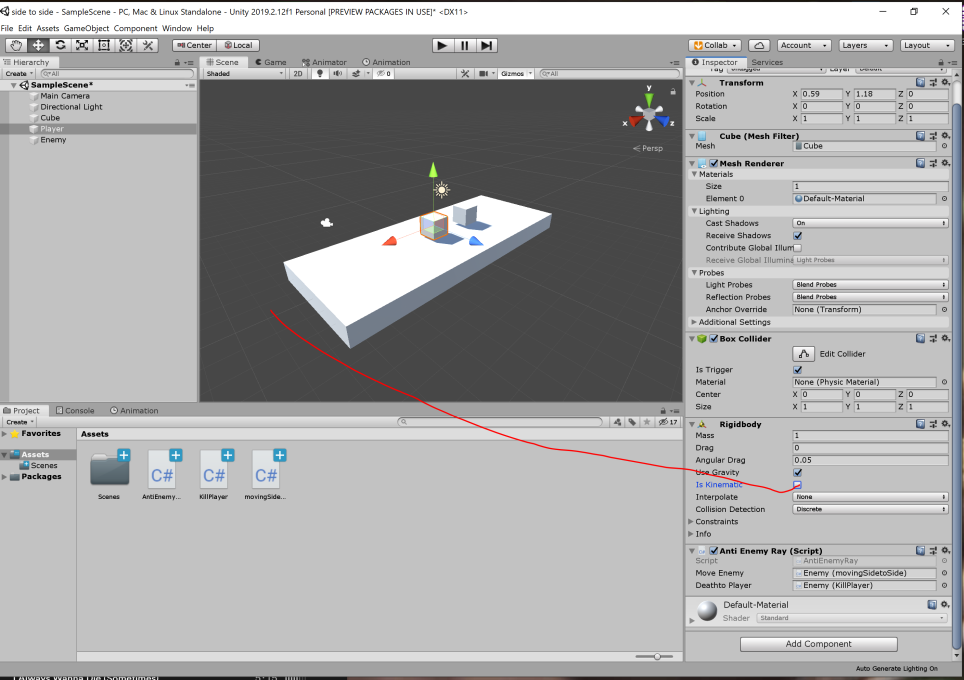 side to side - SampleScene - PC, Mac & Linux Standalone - Unity 2019.2.12f1 Personal [PREVIEW PACKAGES IN USE]* <DX11>
File Edit Assets GameObject Component Window Help
Center Local Collab Account Layers Layout
Hierarchy
Create All
SampleScene*
Main Camera
Directional Light
Cube
Player
Enemy
Scene Game Animator Animation
Shaded 2D 0 Gizmos All
y
x z
Persp
Inspector Services
Tag Untagged Layer Default
Transform
Position X 0.59 Y 1.18 Z 0
Rotation X 0 Y 0 Z 0
Scale X 1 Y 1 Z 1
Cube (Mesh Filter)
Mesh Cube
Mesh Renderer
Materials
Size 1
Element 0 Default-Material
Lighting
Cast Shadows On
Receive Shadows
Contribute Global Illum
Receive Global Illumina Light Probes
Probes
Light Probes Blend Probes
Reflection Probes Blend Probes
Anchor Override None (Transform)
Additional Settings
Box Collider
Edit Collider
Is Trigger
Material None (Physic Material)
Center X 0 Y 0 Z 0
Size X 1 Y 1 Z 1
Rigidbody
Mass 1
Drag 0
Angular Drag 0.05
Use Gravity
Is Kinematic
Interpolate None
Collision Detection Discrete
Constraints
Info
Anti Enemy Ray (Script)
Script AntiEnemyRay
Move Enemy Enemy (movingSidetoSide)
Deathto Player Enemy (KillPlayer)
Default-Material
Shader Standard
Add Component
Auto Generate Lighting On
Project Console Animation
Create 17
Favorites
Assets
Scenes
Packages
Assets
C# C# C#
Scenes AntiEnemy... KillPlayer movingSide...
I Always Wanna Die (Sometimes) 5:15